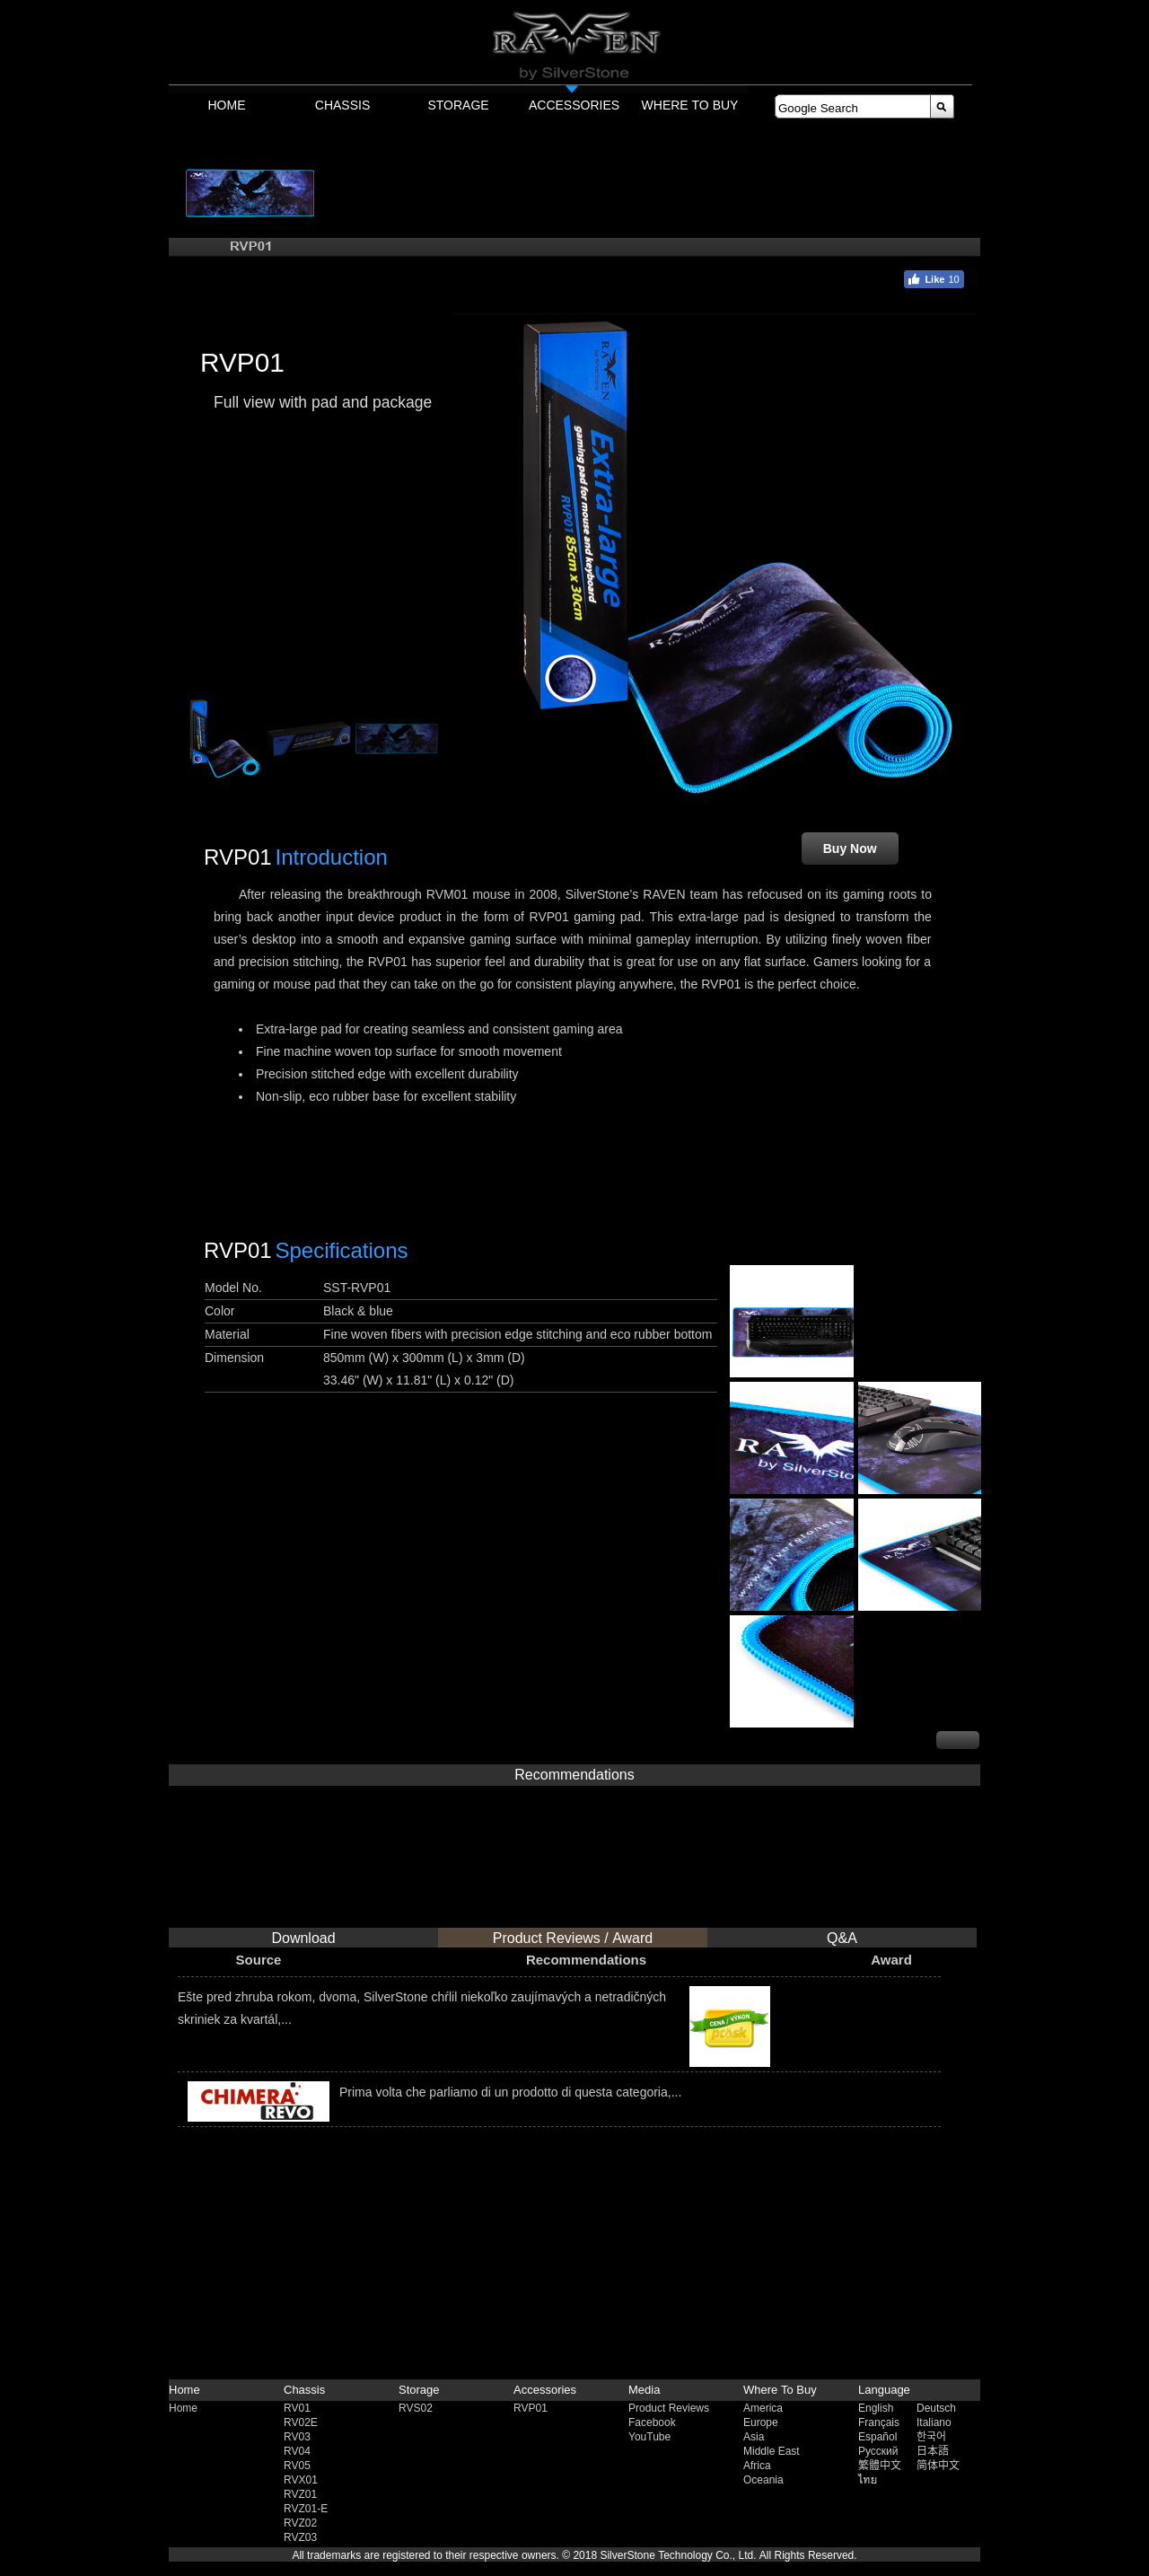 RAVEN
by SilverStone
HOME CHASSIS STORAGE ACCESSORIES WHERE TO BUY
Google Search
RVP01
Like 10
RVP01
Full view with pad and package
RAVEN
by SilverStone
Extra-large
gaming pad for mouse and keyboard
RVP01 85cm x 30cm
RAVEN
by SilverStone
Buy Now
RVP01 Introduction
After releasing the breakthrough RVM01 mouse in 2008, SilverStone’s RAVEN team has refocused on its gaming roots to
bring back another input device product in the form of RVP01 gaming pad. This extra-large pad is designed to transform the
user’s desktop into a smooth and expansive gaming surface with minimal gameplay interruption. By utilizing finely woven fiber
and precision stitching, the RVP01 has superior feel and durability that is great for use on any flat surface. Gamers looking for a
gaming or mouse pad that they can take on the go for consistent playing anywhere, the RVP01 is the perfect choice.
• Extra-large pad for creating seamless and consistent gaming area
• Fine machine woven top surface for smooth movement
• Precision stitched edge with excellent durability
• Non-slip, eco rubber base for excellent stability
RVP01 Specifications
Model No. SST-RVP01
Color Black & blue
Material Fine woven fibers with precision edge stitching and eco rubber bottom
Dimension 850mm (W) x 300mm (L) x 3mm (D)
33.46" (W) x 11.81" (L) x 0.12" (D)
RAV
by SilverSto
www.silverstonetek
RAVEN
Recommendations
Download Product Reviews / Award Q&A
Source Recommendations Award
Ešte pred zhruba rokom, dvoma, SilverStone chŕlil niekoľko zaujímavých a netradičných
skriniek za kvartál,...
CENA / VÝKON
ptosk
CHIMERA
REVO
Prima volta che parliamo di un prodotto di questa categoria,...
Home Chassis Storage Accessories Media Where To Buy Language
Home RV01 RVS02 RVP01 Product Reviews America English Deutsch
RV02E Facebook Europe Français Italiano
RV03 YouTube Asia Español 한국어
RV04 Middle East Русский 日本語
RV05 Africa 繁體中文 简体中文
RVX01 Oceania ไทย
RVZ01
RVZ01-E
RVZ02
RVZ03
All trademarks are registered to their respective owners. © 2018 SilverStone Technology Co., Ltd. All Rights Reserved.